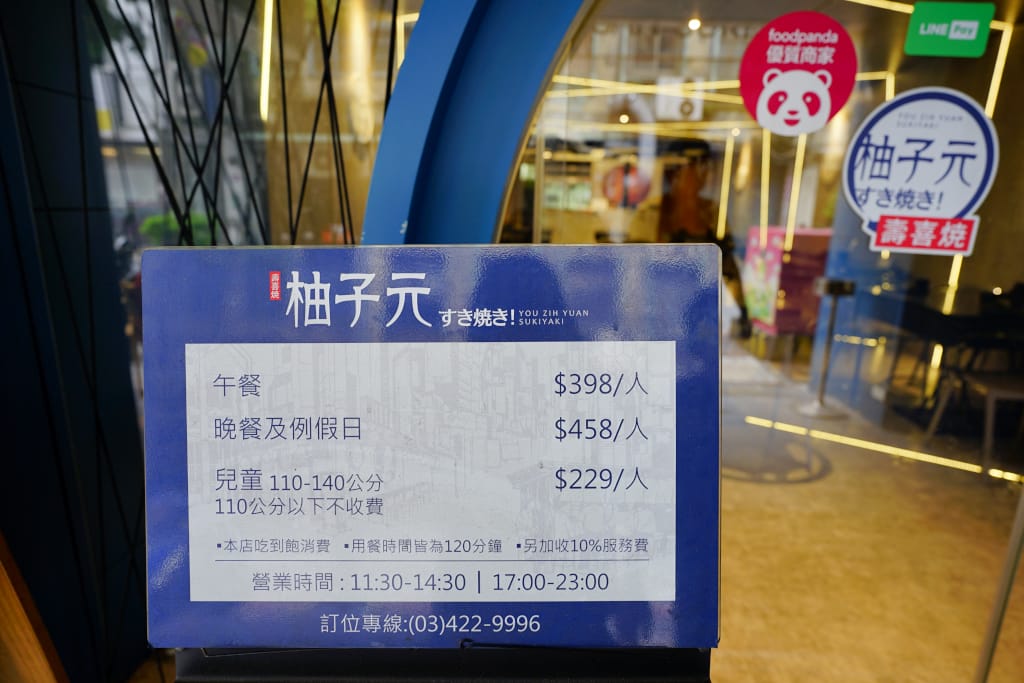 foodpanda
優質商家
LINE Pay
YOU ZIH YUAN
SUKIYAKI
柚子元
すき焼き!
壽喜燒
壽喜燒 柚子元 すき焼き! YOU ZIH YUAN
SUKIYAKI
午餐 $398/人
晚餐及例假日 $458/人
兒童 110-140公分 $229/人
110公分以下不收費
▪本店吃到飽消費 ▪用餐時間皆為120分鐘 ▪另加收10%服務費
營業時間 : 11:30-14:30 | 17:00-23:00
訂位專線:(03)422-9996